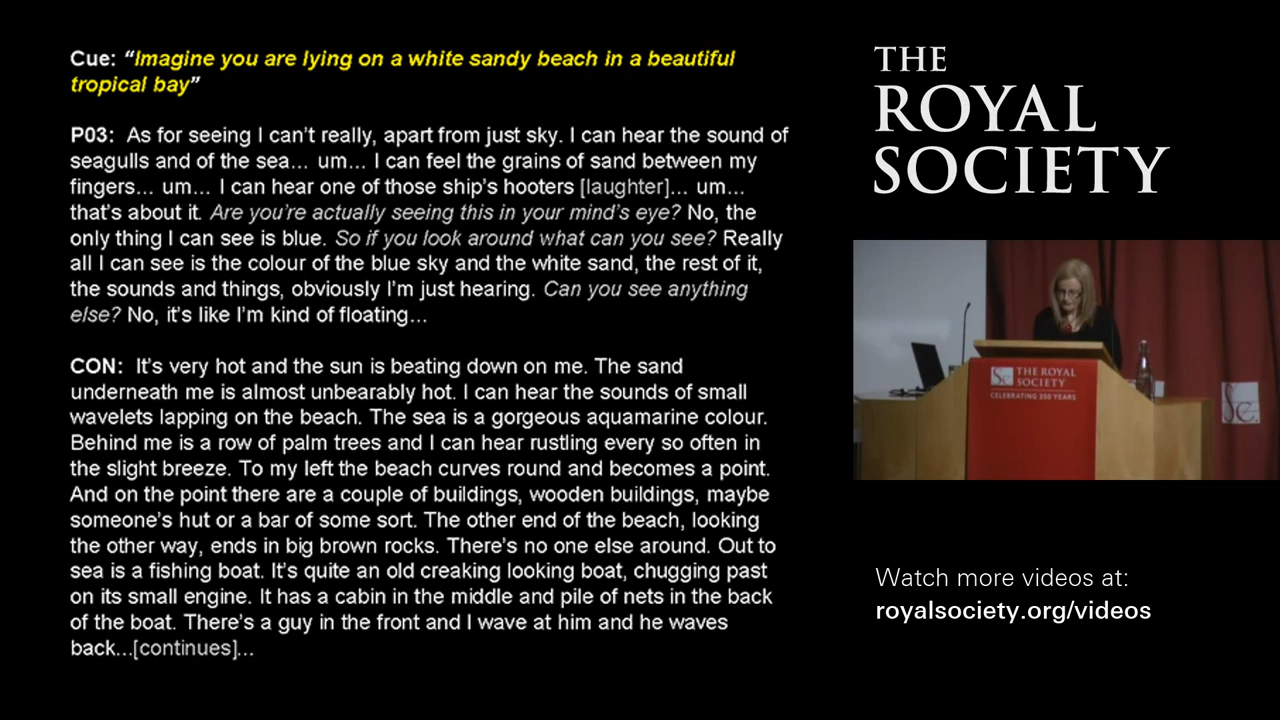 Cue: “Imagine you are lying on a white sandy beach in a beautiful
tropical bay”
P03: As for seeing I can’t really, apart from just sky. I can hear the sound of
seagulls and of the sea… um… I can feel the grains of sand between my
fingers… um… I can hear one of those ship’s hooters [laughter]… um…
that’s about it. Are you’re actually seeing this in your mind’s eye? No, the
only thing I can see is blue. So if you look around what can you see? Really
all I can see is the colour of the blue sky and the white sand, the rest of it,
the sounds and things, obviously I’m just hearing. Can you see anything
else? No, it’s like I’m kind of floating…
CON: It’s very hot and the sun is beating down on me. The sand
underneath me is almost unbearably hot. I can hear the sounds of small
wavelets lapping on the beach. The sea is a gorgeous aquamarine colour.
Behind me is a row of palm trees and I can hear rustling every so often in
the slight breeze. To my left the beach curves round and becomes a point.
And on the point there are a couple of buildings, wooden buildings, maybe
someone’s hut or a bar of some sort. The other end of the beach, looking
the other way, ends in big brown rocks. There’s no one else around. Out to
sea is a fishing boat. It’s quite an old creaking looking boat, chugging past
on its small engine. It has a cabin in the middle and pile of nets in the back
of the boat. There’s a guy in the front and I wave at him and he waves
back…[continues]…
THE
ROYAL
SOCIETY
THE ROYAL
SOCIETY
CELEBRATING 350 YEARS
Watch more videos at:
royalsociety.org/videos